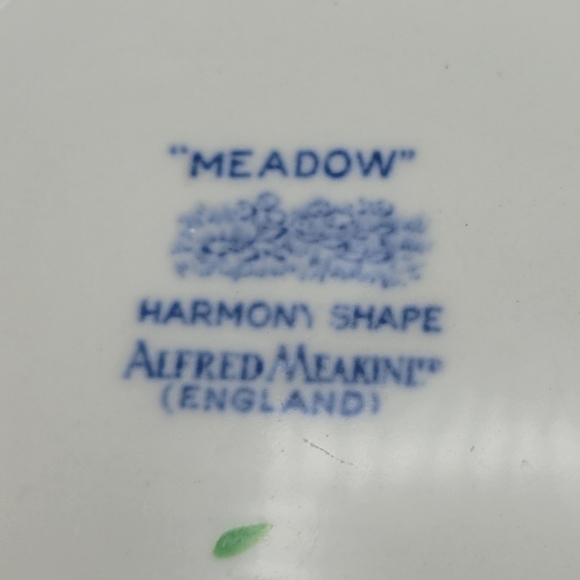 "MEADOW"
HARMONY SHAPE
ALFRED MEAKIN LTD
(ENGLAND)